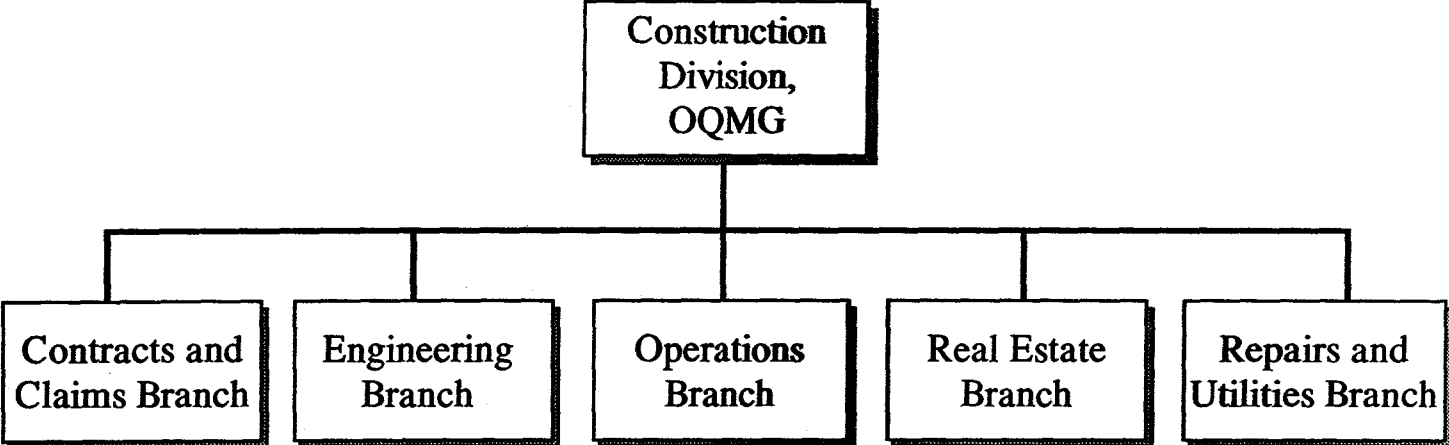 Construction
Division,
OQMG
Contracts and
Claims Branch
Engineering
Branch
Operations
Branch
Real Estate
Branch
Repairs and
Utilities Branch